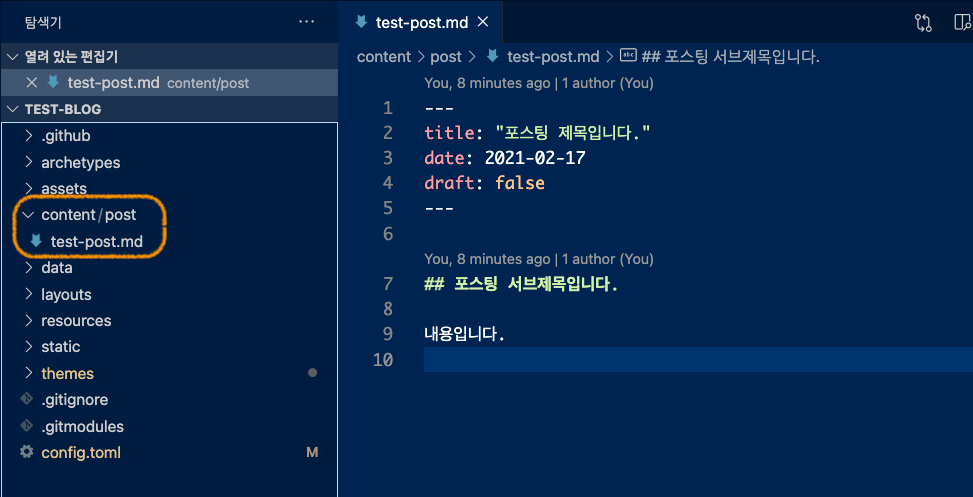 탐색기
열려 있는 편집기
test-post.md content/post
TEST-BLOG
.github
archetypes
assets
content/post
test-post.md
data
layouts
resources
static
themes
.gitignore
.gitmodules
config.toml M
test-post.md
content > post > test-post.md > abc ## 포스팅 서브제목입니다.
You, 8 minutes ago | 1 author (You)
1 ---
2 title: "포스팅 제목입니다."
3 date: 2021-02-17
4 draft: false
5 ---
6
You, 8 minutes ago | 1 author (You)
7 ## 포스팅 서브제목입니다.
8
9 내용입니다.
10